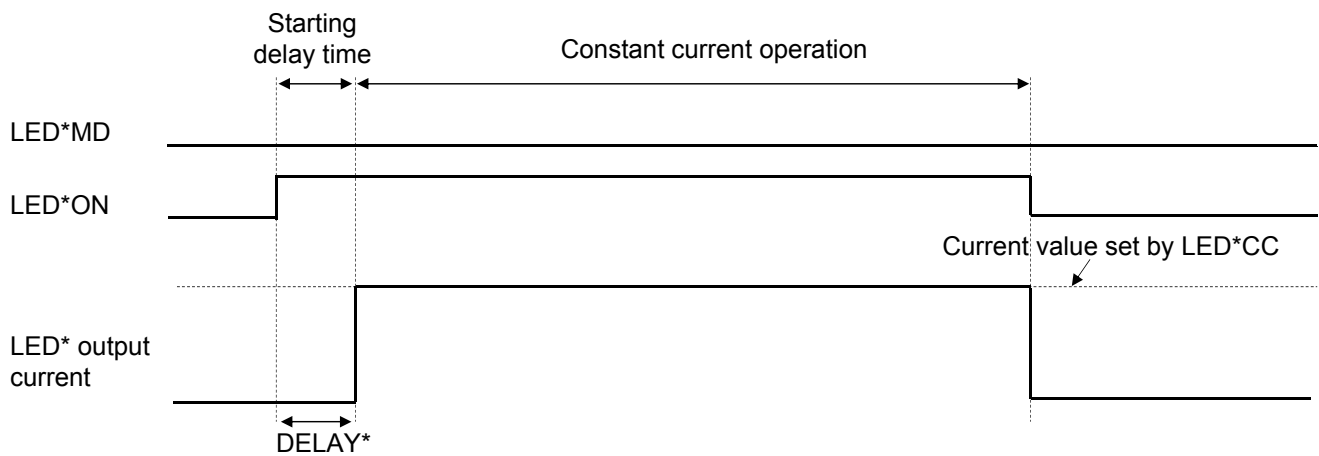 Starting
delay time
Constant current operation
LED*MD
LED*ON
Current value set by LED*CC
LED* output
current
DELAY*